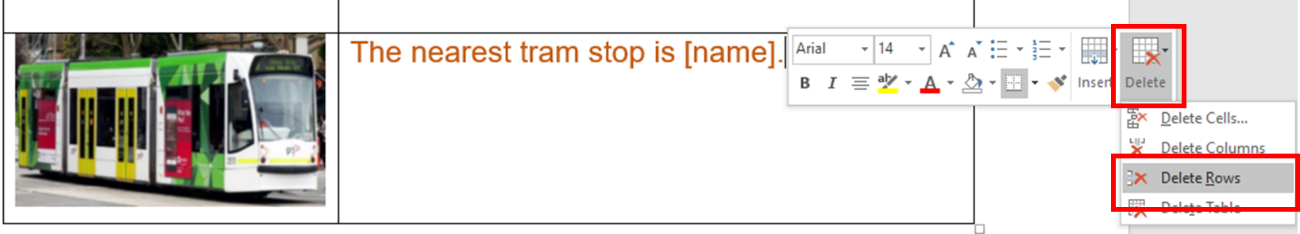 The nearest tram stop is [name].
Arial 14
B I Insert Delete
Delete Cells...
Delete Columns
Delete Rows
Delete Table